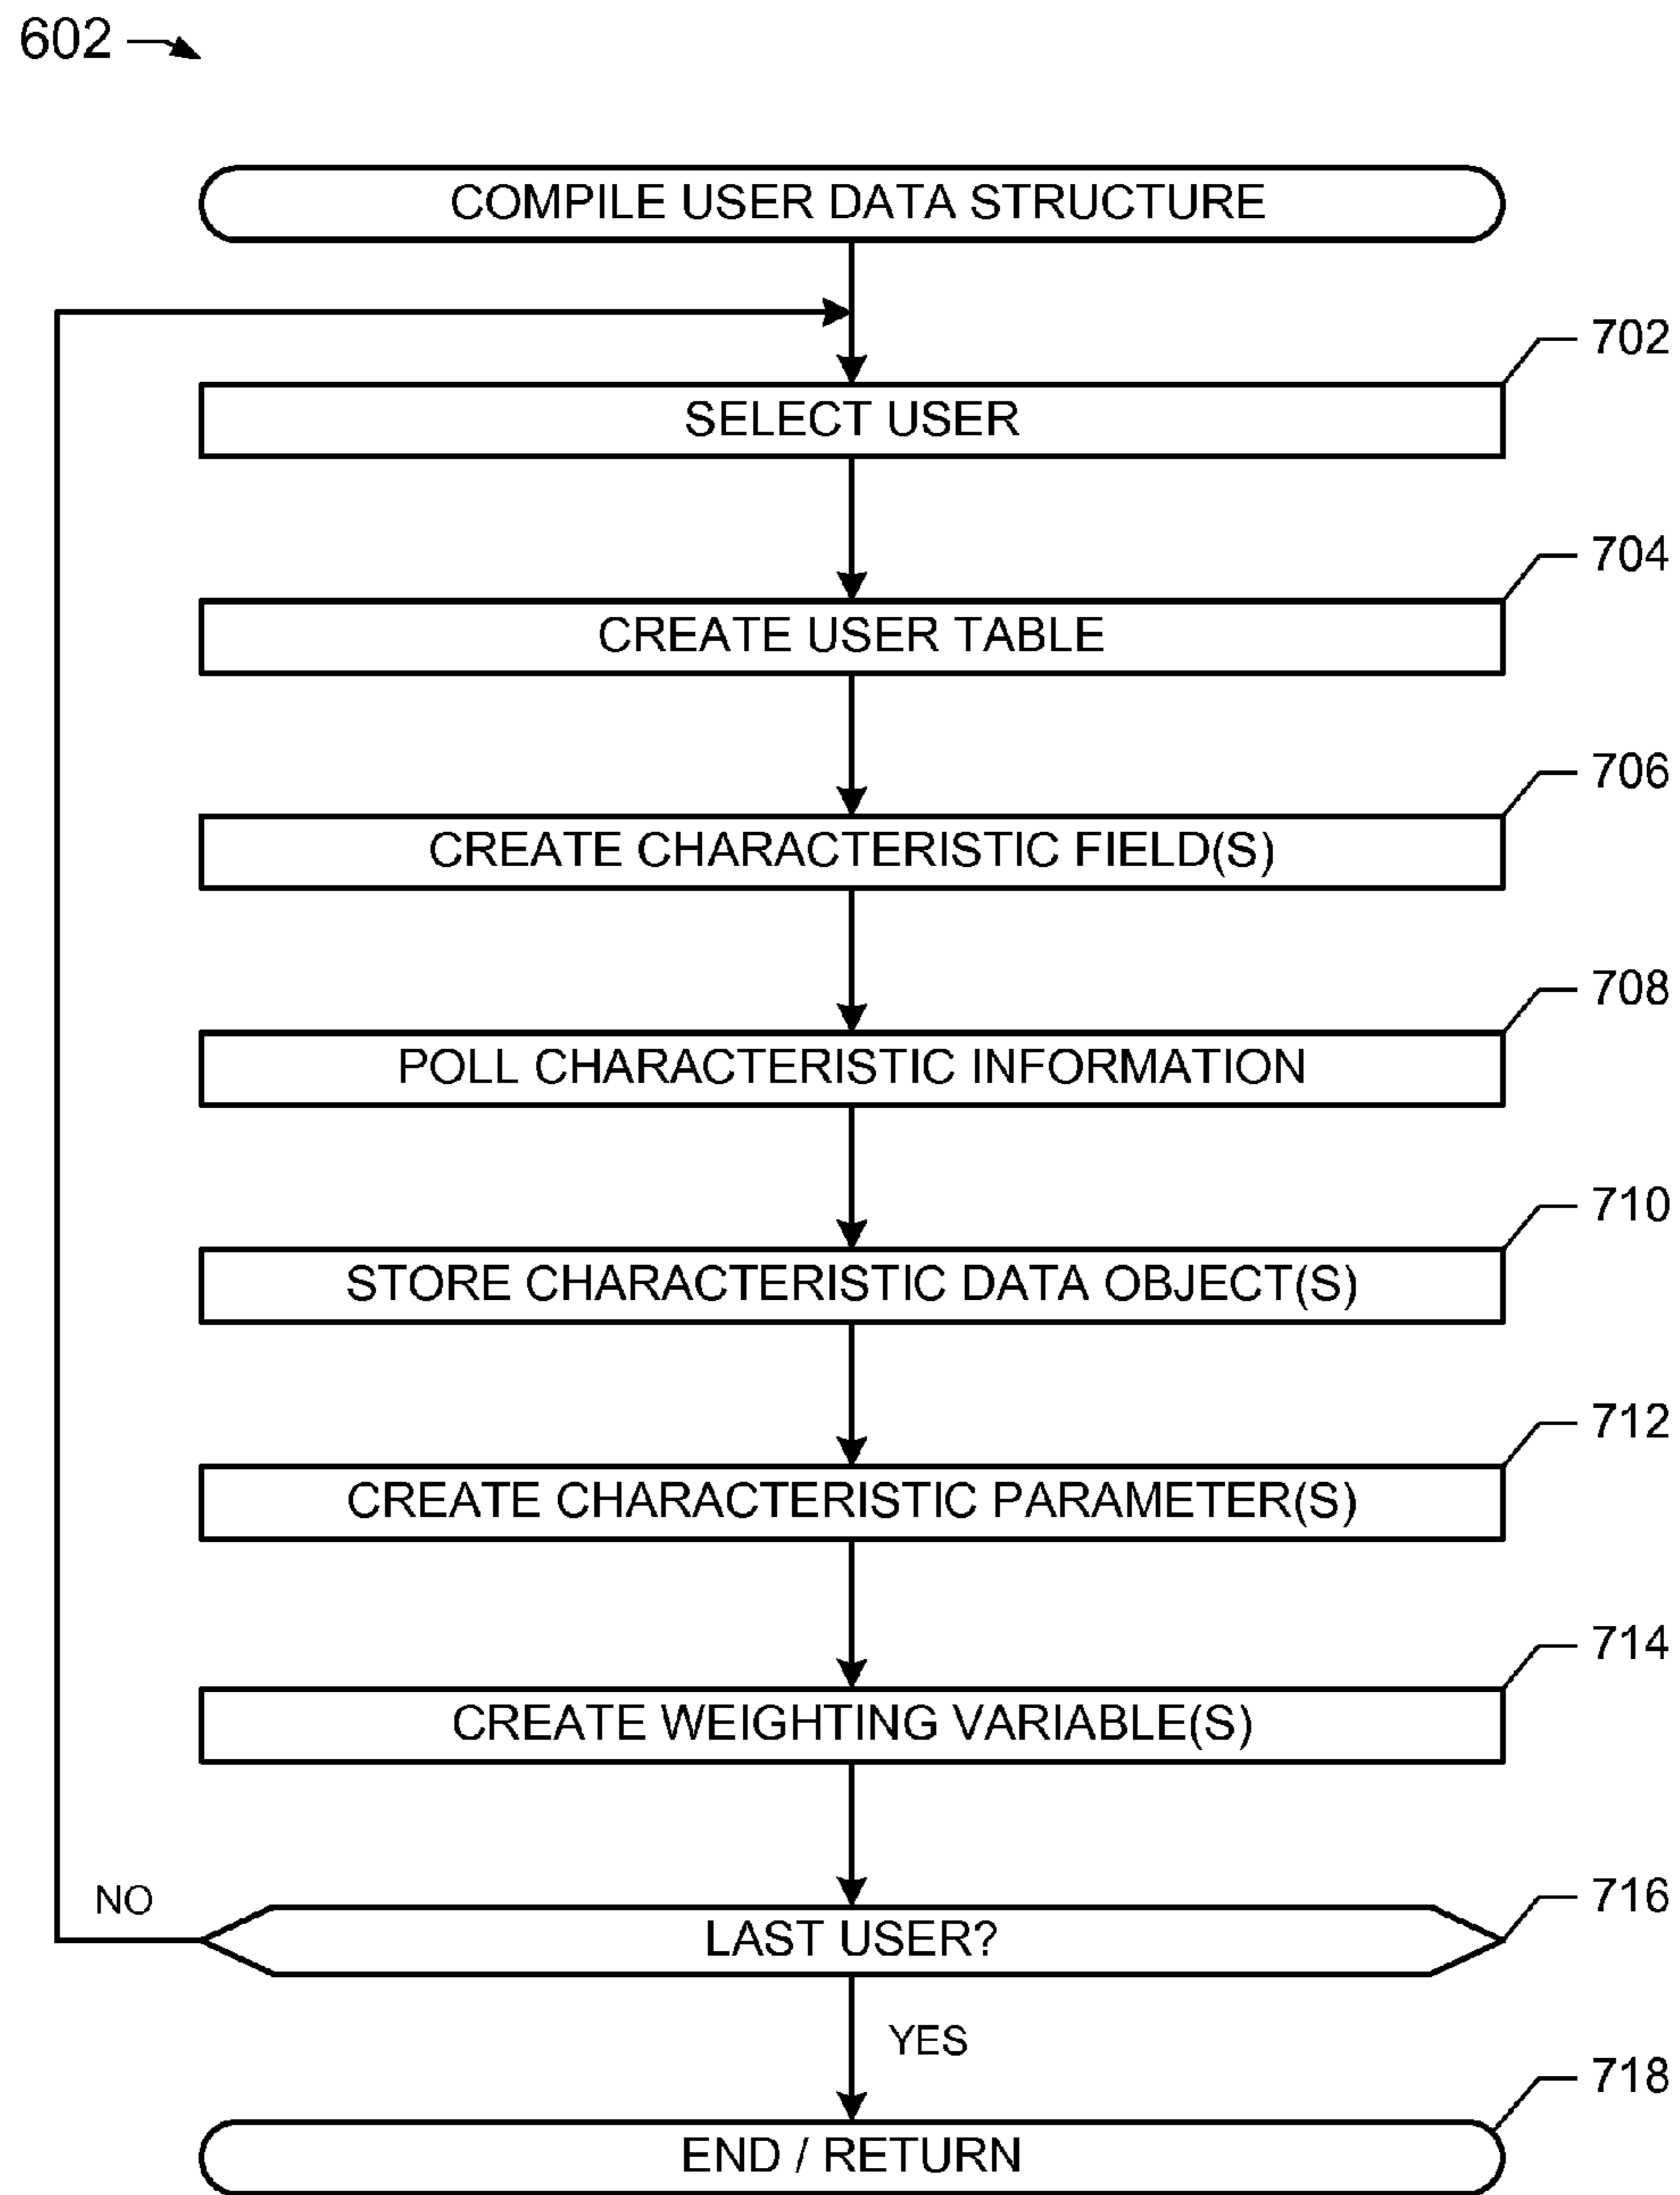 602
COMPILE USER DATA STRUCTURE
702
SELECT USER
704
CREATE USER TABLE
706
CREATE CHARACTERISTIC FIELD(S)
708
POLL CHARACTERISTIC INFORMATION
710
STORE CHARACTERISTIC DATA OBJECT(S)
712
CREATE CHARACTERISTIC PARAMETER(S)
714
CREATE WEIGHTING VARIABLE(S)
716
NO
LAST USER?
YES
718
END / RETURN